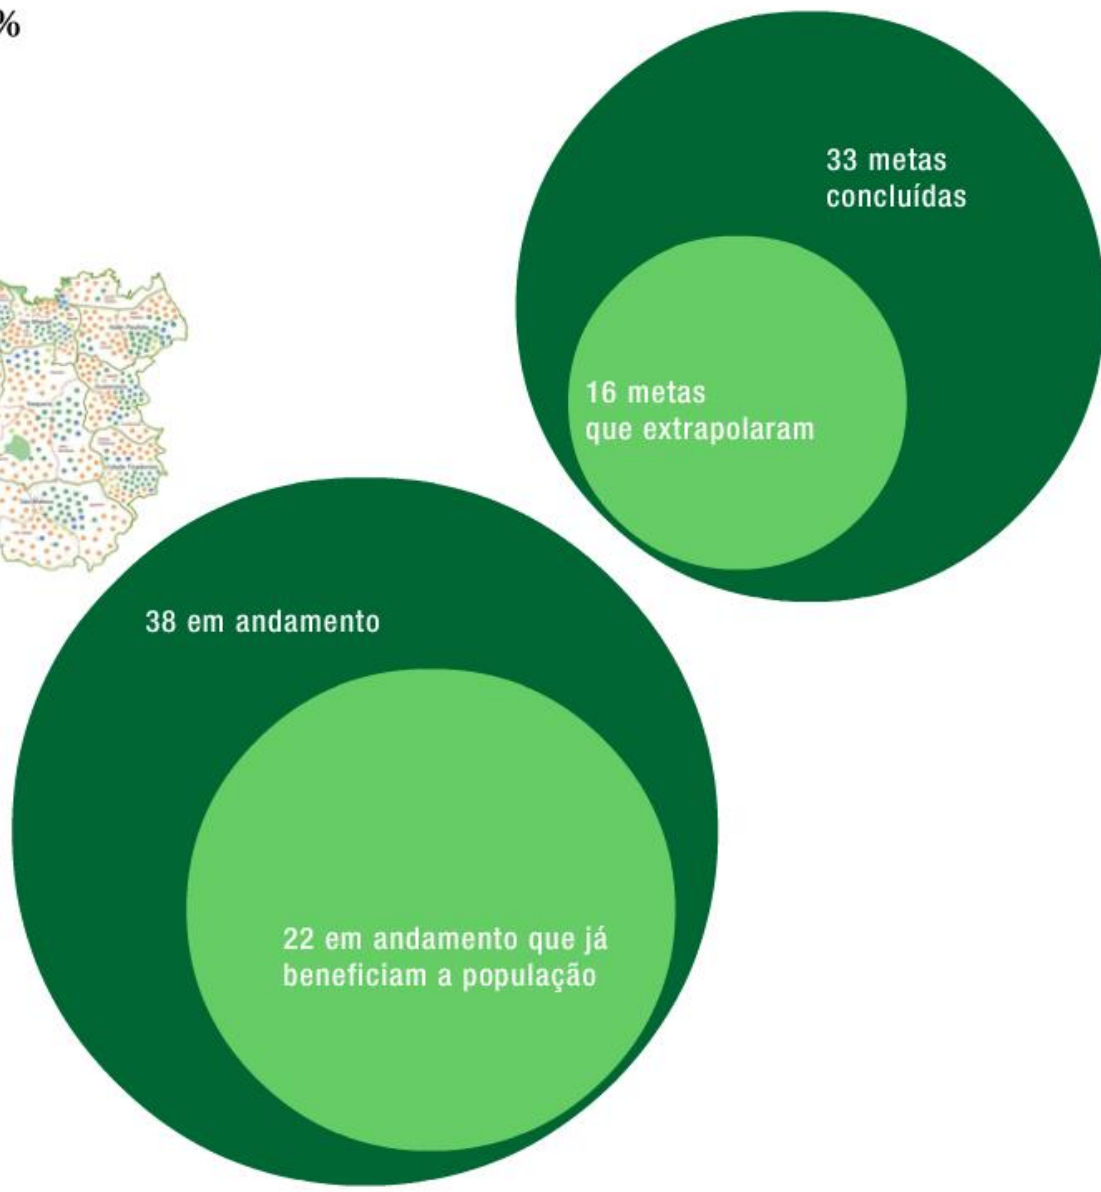 %
33 metas
concluídas
16 metas
que extrapolaram
38 em andamento
22 em andamento que já
beneficiam a população